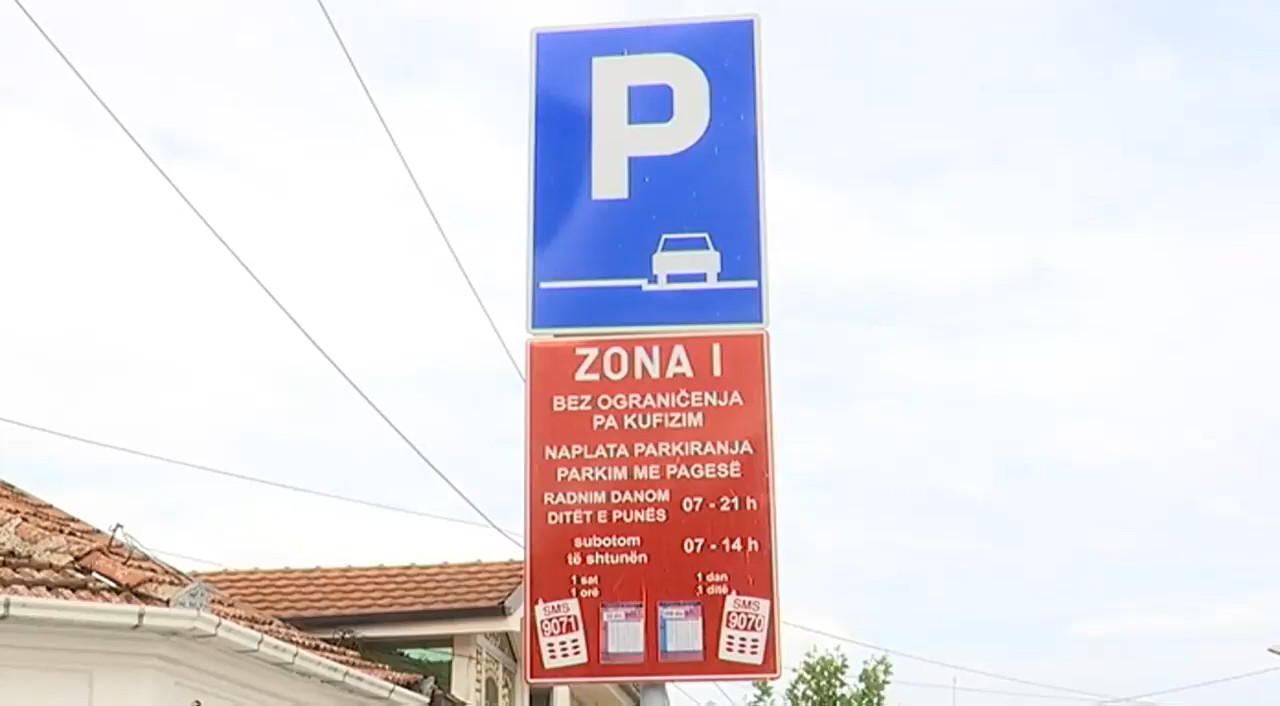 P
ZONA I
BEZ OGRANIČENJA
PA KUFIZIM
NAPLATA PARKIRANJA
PARKIM ME PAGESË
RADNIM DANOM
DITËT E PUNËS
07 - 21 h
subotom
të shtunën
07 - 14 h
1 sat
1 orë
1 dan
1 ditë
SMS
9071
SMS
9070